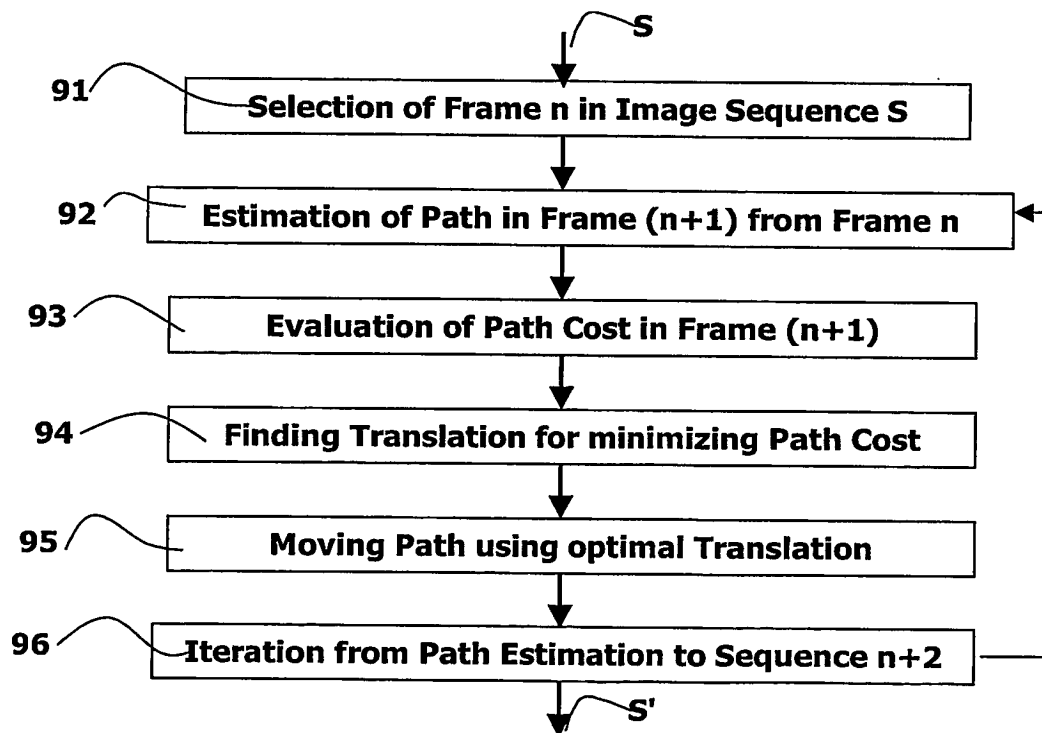 S
91
Selection of Frame n in Image Sequence S
92
Estimation of Path in Frame (n+1) from Frame n
93
Evaluation of Path Cost in Frame (n+1)
94
Finding Translation for minimizing Path Cost
95
Moving Path using optimal Translation
96
Iteration from Path Estimation to Sequence n+2
S'